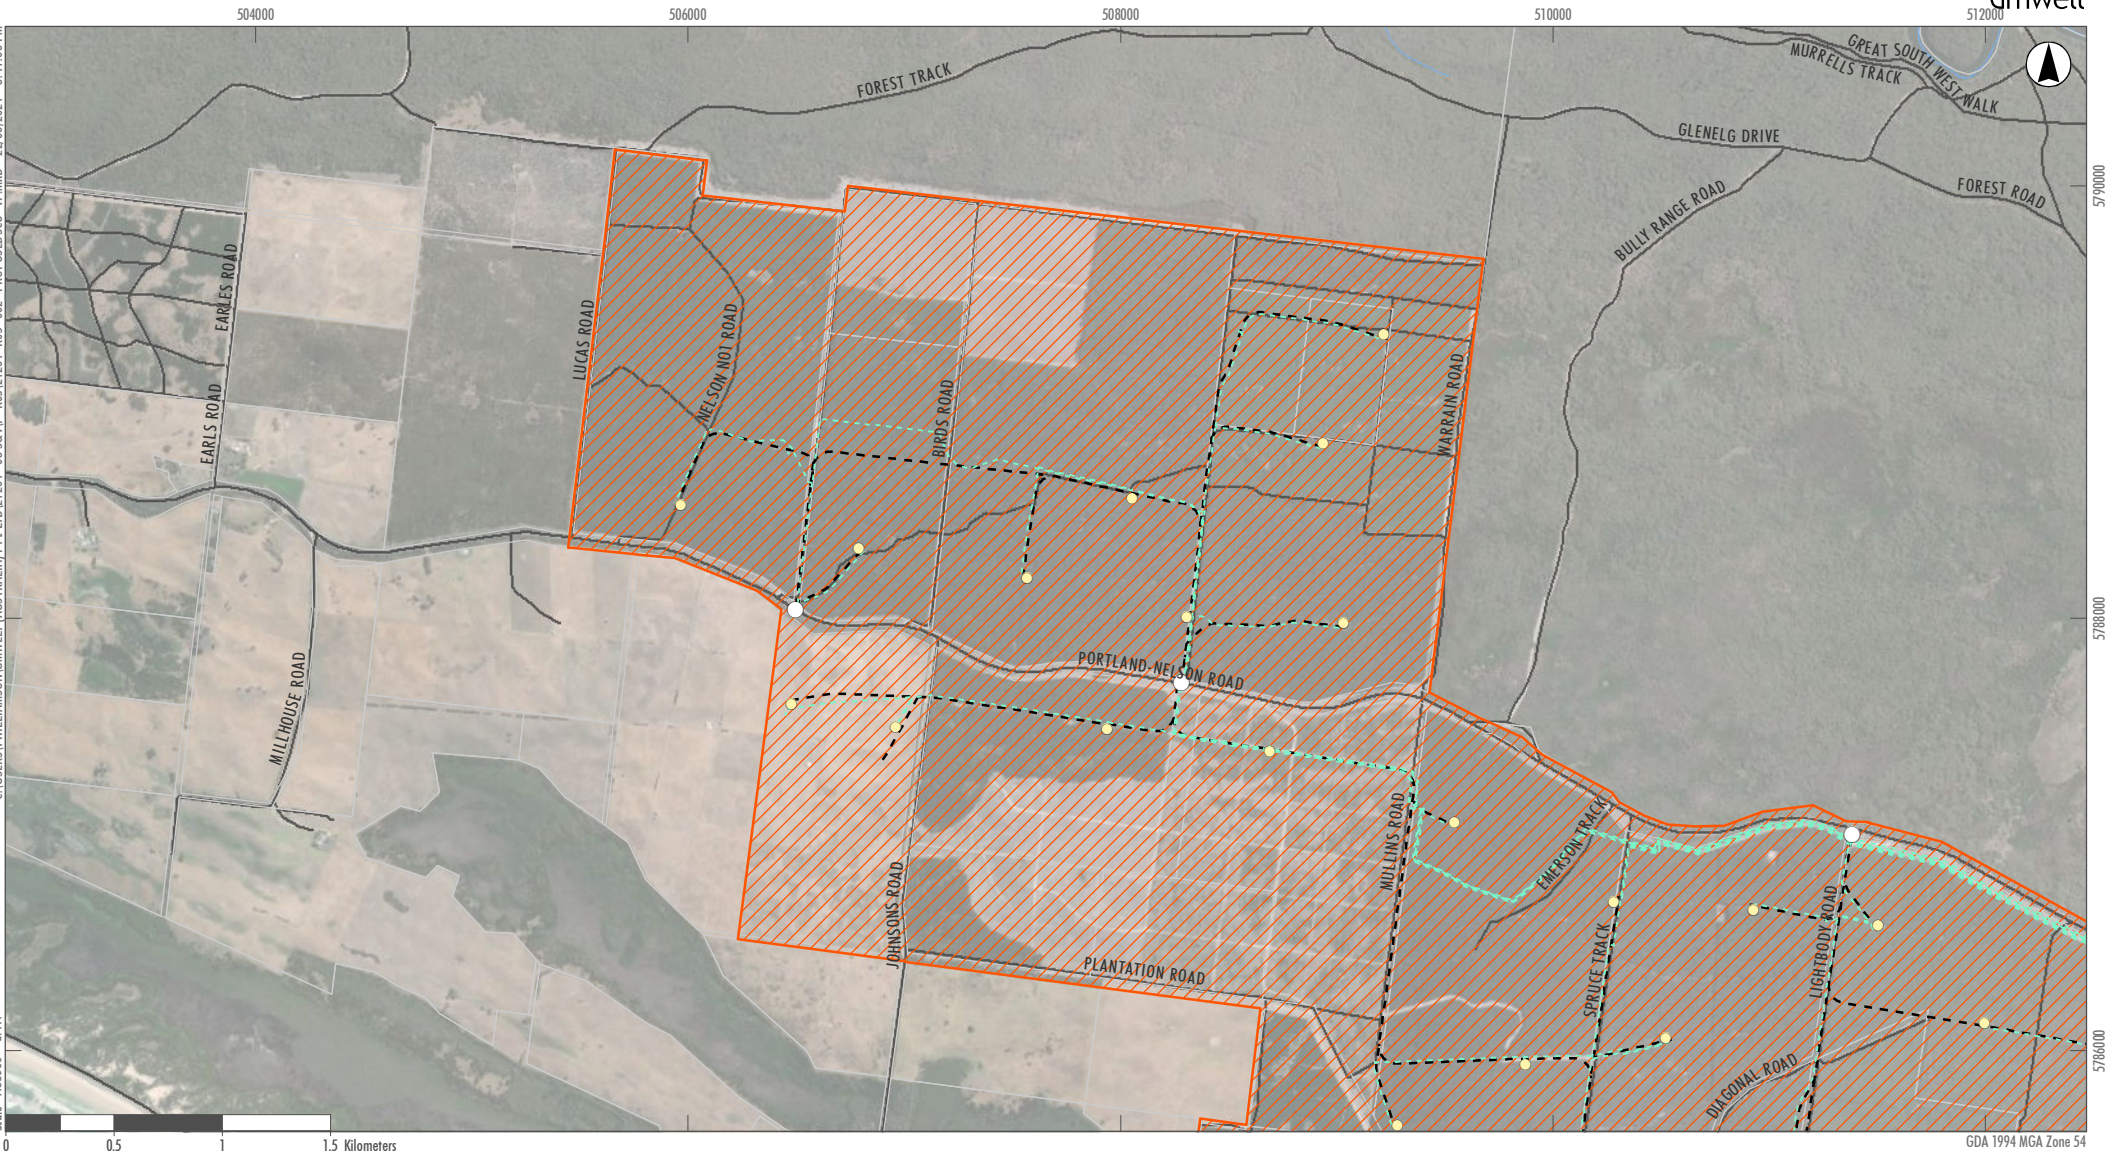 504000
506000
508000
510000
512000
GREAT SOUTH WEST WALK
MURRELLS TRACK
FOREST TRACK
GLENELG DRIVE
FOREST ROAD
5790000
BULLY RANGE ROAD
EARLES ROAD
LUCAS ROAD
NELSON NO1 ROAD
BIRDS ROAD
WARRAIN ROAD
EARLS ROAD
5788000
PORTLAND-NELSON ROAD
MILLHOUSE ROAD
MULLINS ROAD
EMERSON TRACK
JOHNSONS ROAD
LIGHTBODY ROAD
SPRUCE TRACK
PLANTATION ROAD
5786000
DIAGONAL ROAD
0 0.5 1 1.5 Kilometers
GDA 1994 MGA Zone 54